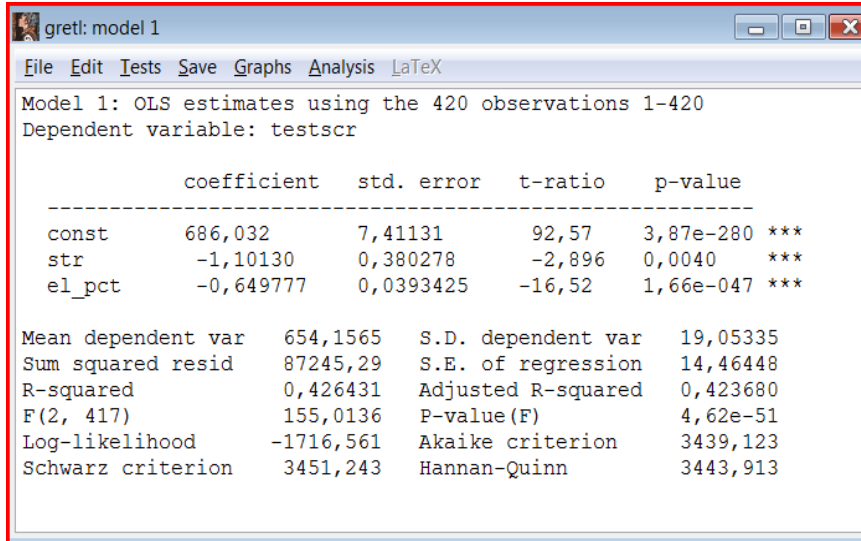 gretl: model 1
File Edit Tests Save Graphs Analysis LaTeX
Model 1: OLS estimates using the 420 observations 1-420
Dependent variable: testscr
coefficient std. error t-ratio p-value
---------------------------------------------------------
const 686,032 7,41131 92,57 3,87e-280 ***
str -1,10130 0,380278 -2,896 0,0040 ***
el_pct -0,649777 0,0393425 -16,52 1,66e-047 ***
Mean dependent var 654,1565 S.D. dependent var 19,05335
Sum squared resid 87245,29 S.E. of regression 14,46448
R-squared 0,426431 Adjusted R-squared 0,423680
F(2, 417) 155,0136 P-value(F) 4,62e-51
Log-likelihood -1716,561 Akaike criterion 3439,123
Schwarz criterion 3451,243 Hannan-Quinn 3443,913